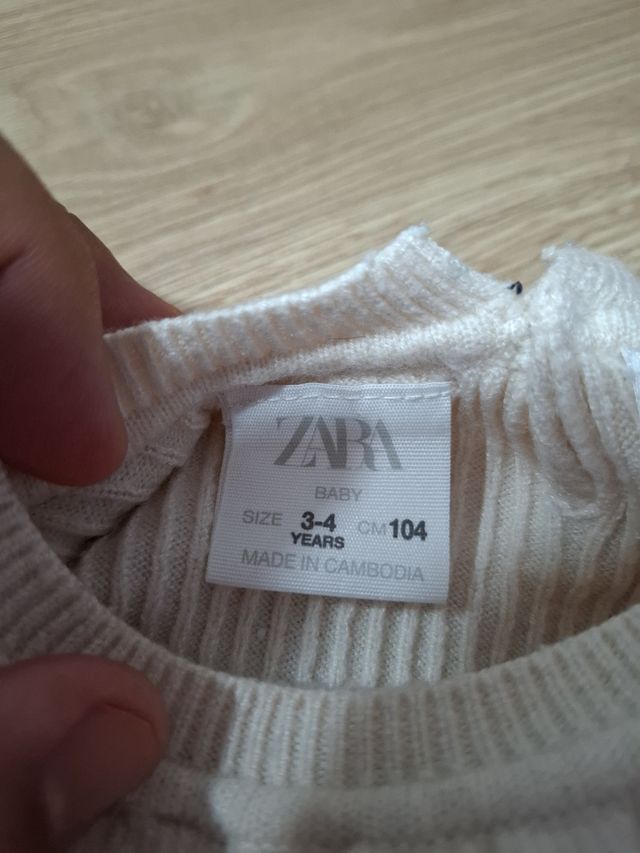 ZARA
BABY
SIZE 3-4 YEARS CM 104
MADE IN CAMBODIA